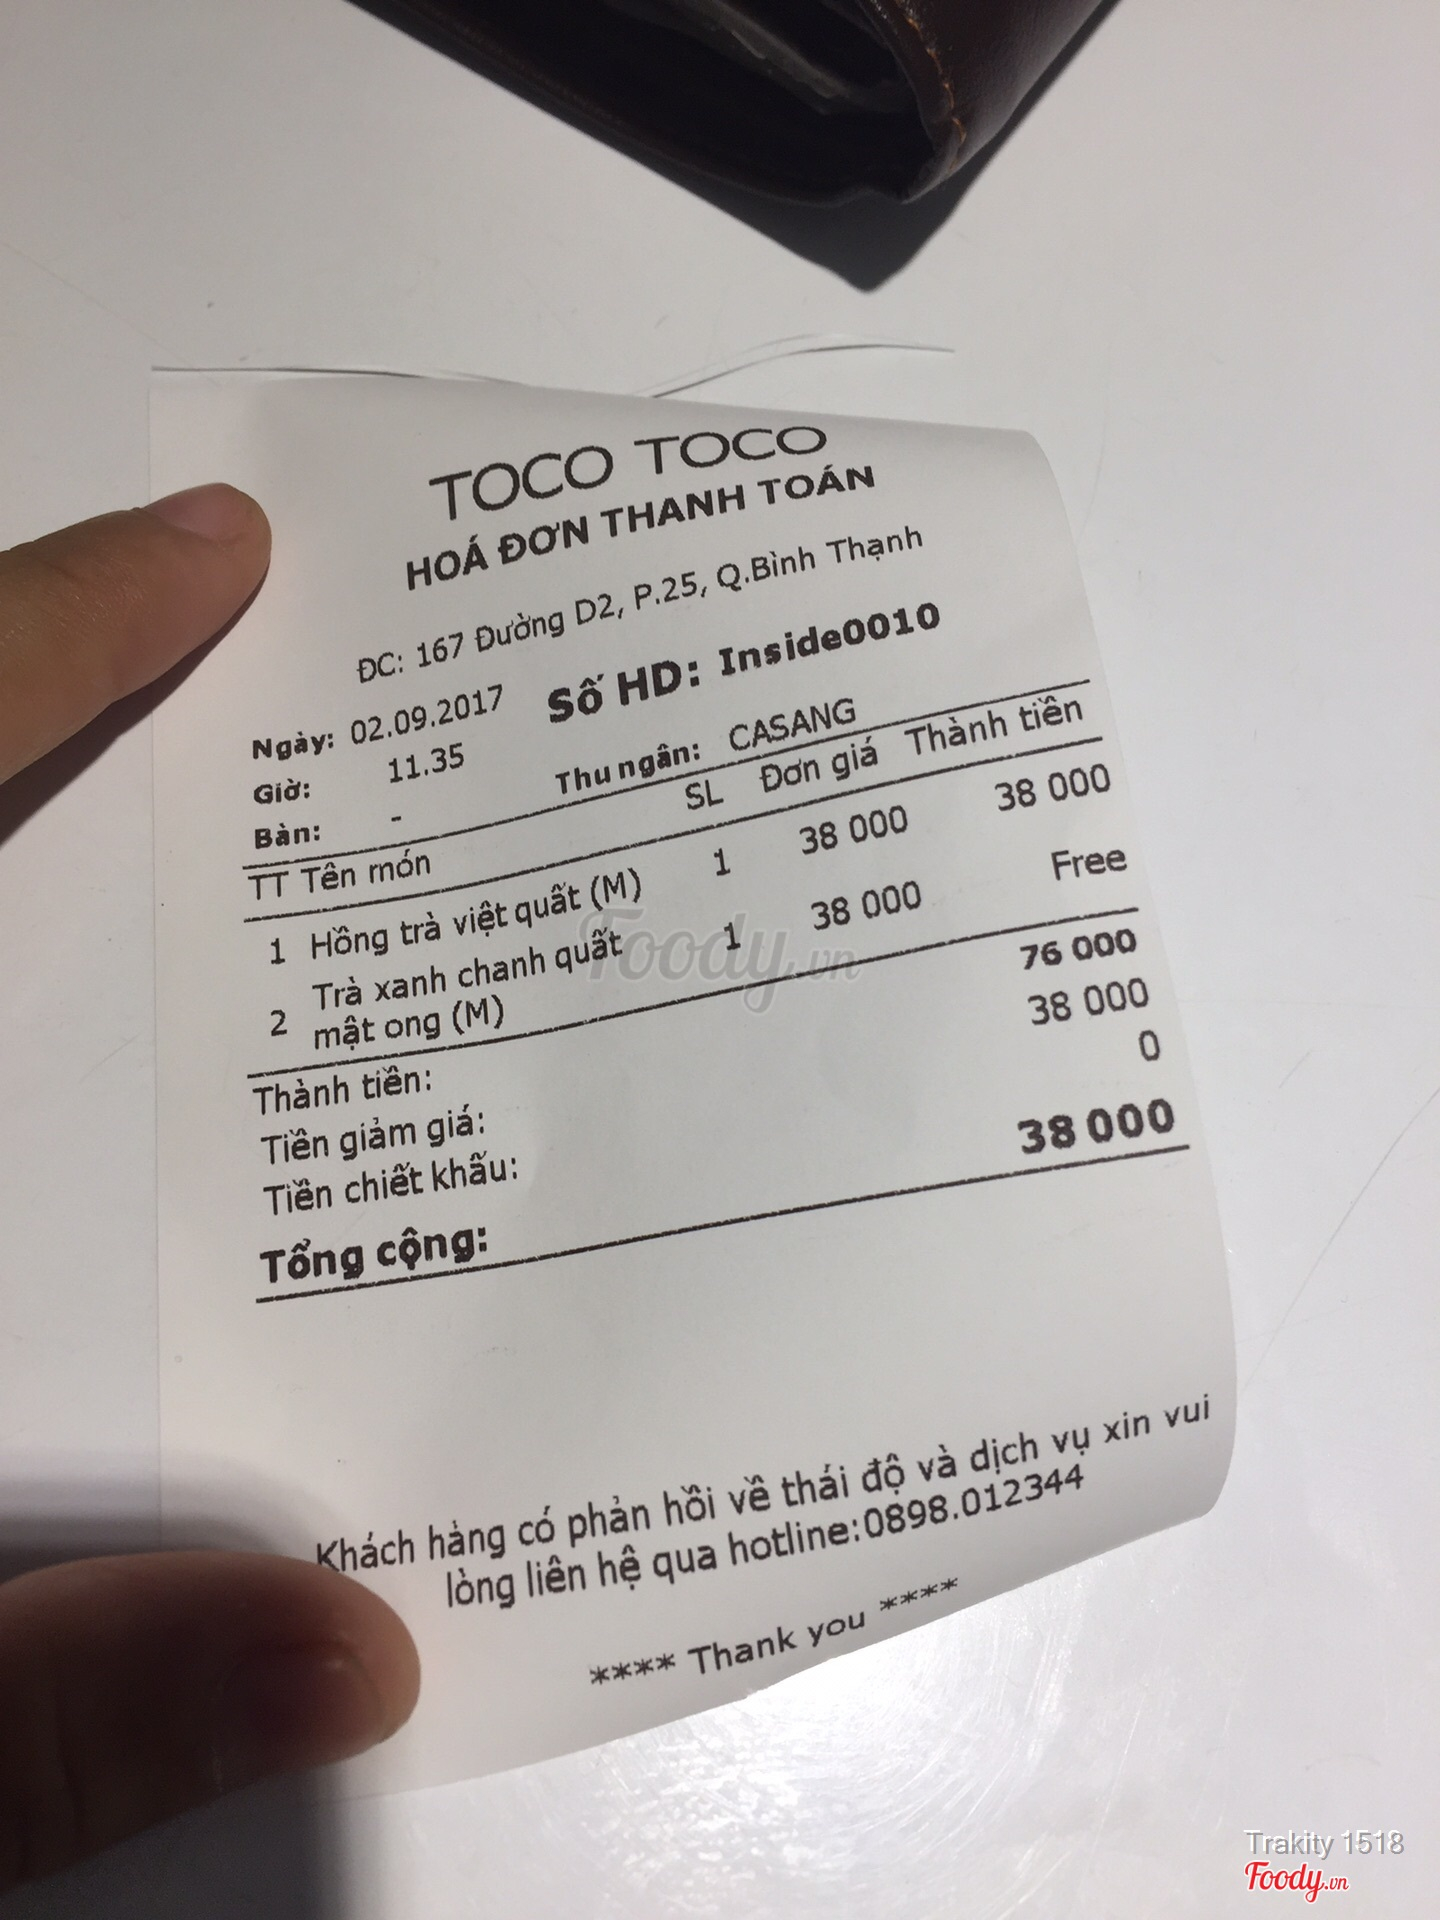 TOCO TOCO
HOÁ ĐƠN THANH TOÁN
ĐC: 167 Đường D2, P.25, Q.Bình Thạnh
Ngày: 02.09.2017 Số HD: Inside0010
Giờ: 11.35 Thu ngân: CASANG
Bàn: -
TT Tên món SL Đơn giá Thành tiền
1 Hồng trà việt quất (M) 1 38 000 38 000
2 Trà xanh chanh quất 1 38 000 Free
mật ong (M)
Thành tiền: 76 000
Tiền giảm giá: 38 000
Tiền chiết khấu: 0
Tổng cộng: 38 000
Khách hàng có phản hồi về thái độ và dịch vụ xin vui
lòng liên hệ qua hotline:0898.012344
**** Thank you ****
Foody.vn
Trakity 1518
Foody.vn